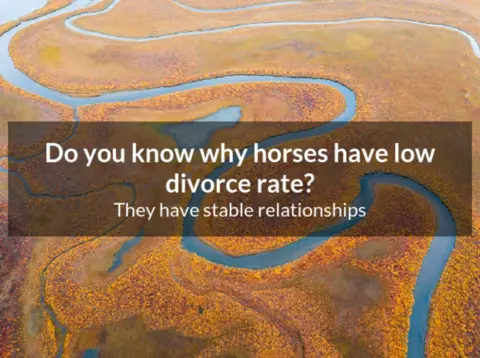 Do you know why horses have low
divorce rate?
They have stable relationships